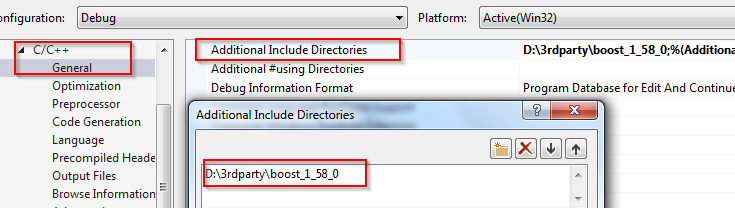 onfiguration: Debug Platform: Active(Win32)
C/C++
General
Optimization
Preprocessor
Code Generation
Language
Precompiled Heade
Output Files
Browse Information
Additional Include Directories D:\3rdparty\boost_1_58_0;%(Additiona
Additional #using Directories
Debug Information Format Program Database for Edit And Continue
Additional Include Directories
D:\3rdparty\boost_1_58_0